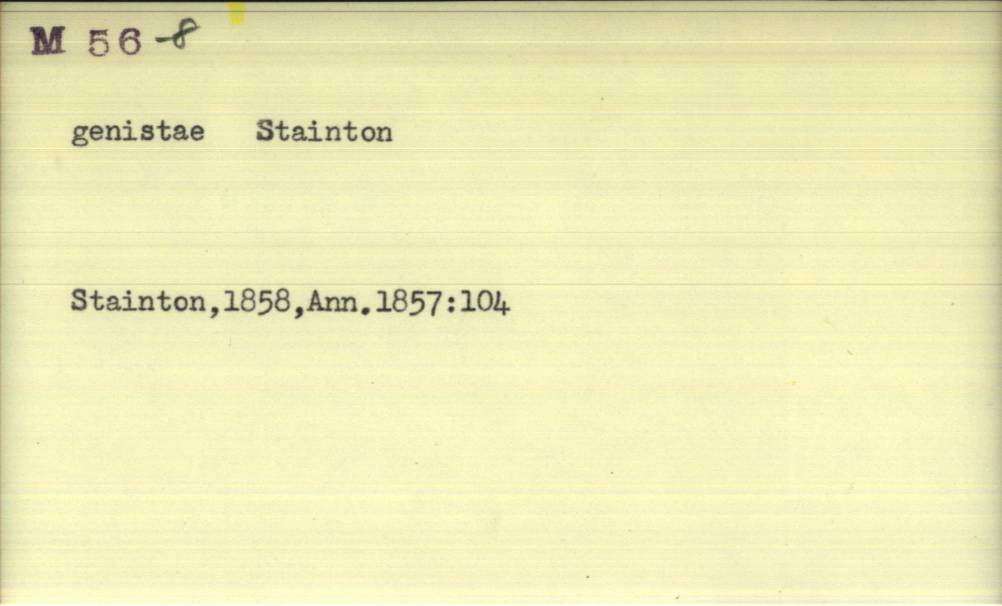 M 56-8
genistae Stainton
Stainton,1858,Ann.1857:104